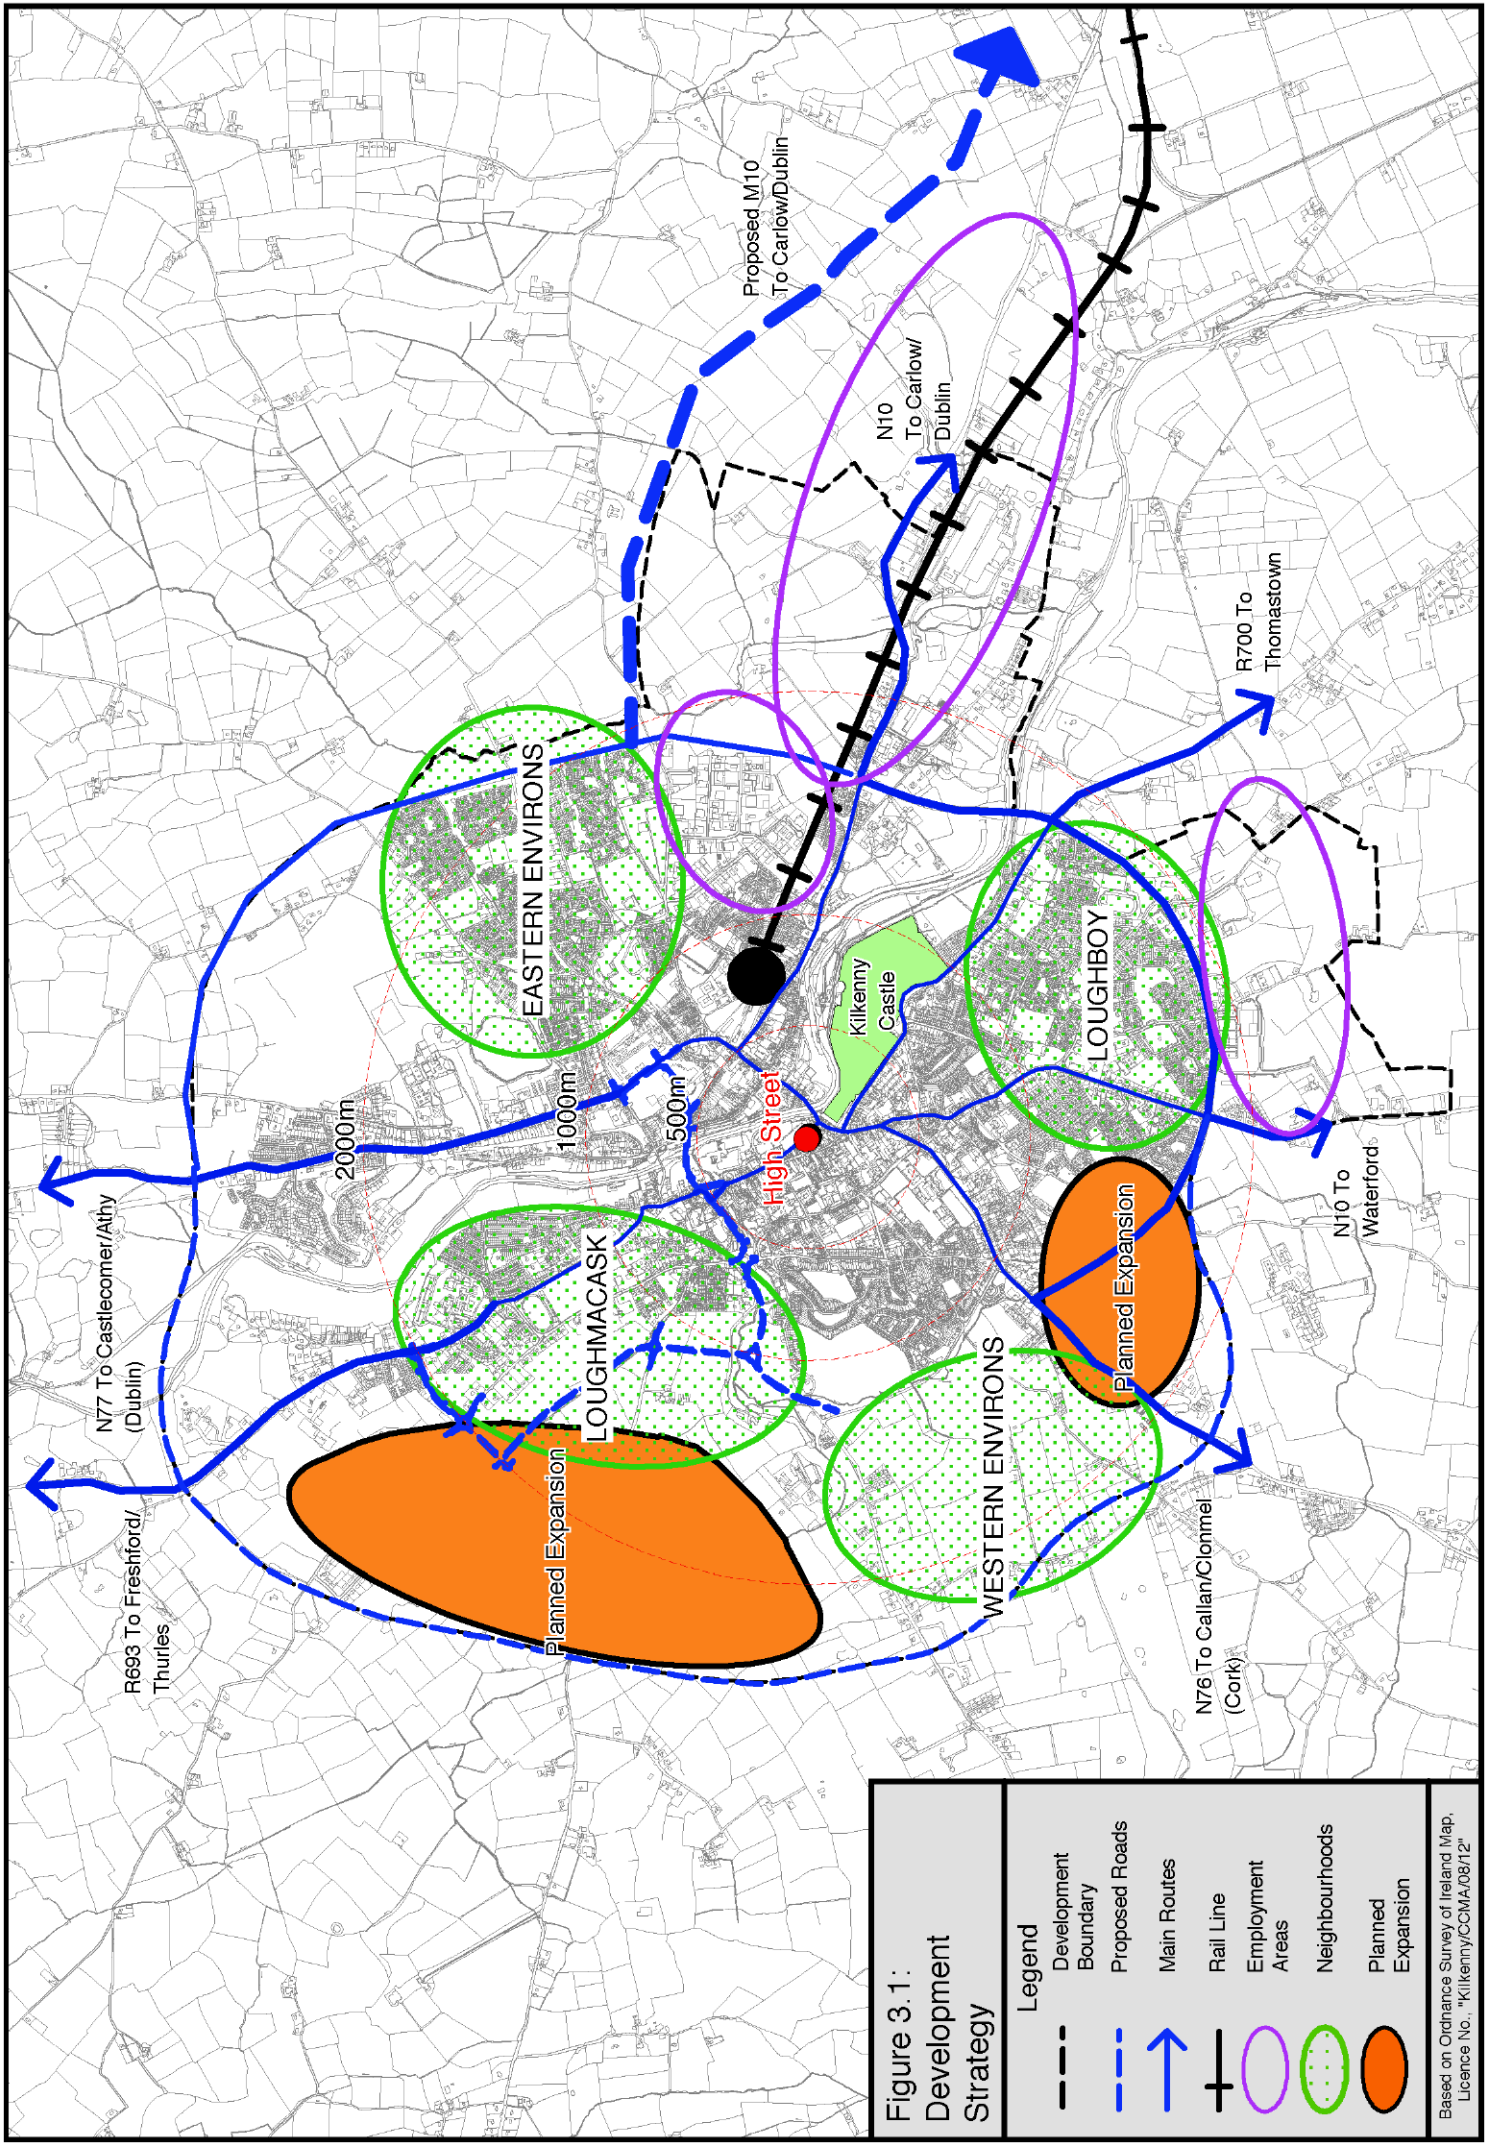 Figure 3.1:
Development
Strategy
Legend
Development
Boundary
Proposed Roads
Main Routes
Rail Line
Employment
Areas
Neighbourhoods
Planned
Expansion
Based on Ordnance Survey of Ireland Map,
Licence No., "Kilkenny/CCMA/08/12"
R693 To Freshford/
Thurles
N77 To Castlecomer/Athy
(Dublin)
2000m
1000m
500m
EASTERN ENVIRONS
Proposed M10
To Carlow/Dublin
N10
To Carlow/
Dublin
Planned Expansion
LOUGHMACASK
High Street
Kilkenny
Castle
WESTERN ENVIRONS
Planned Expansion
LOUGHBOY
R700 To
Thomastown
N76 To Callan/Clonmel
(Cork)
N10 To
Waterford